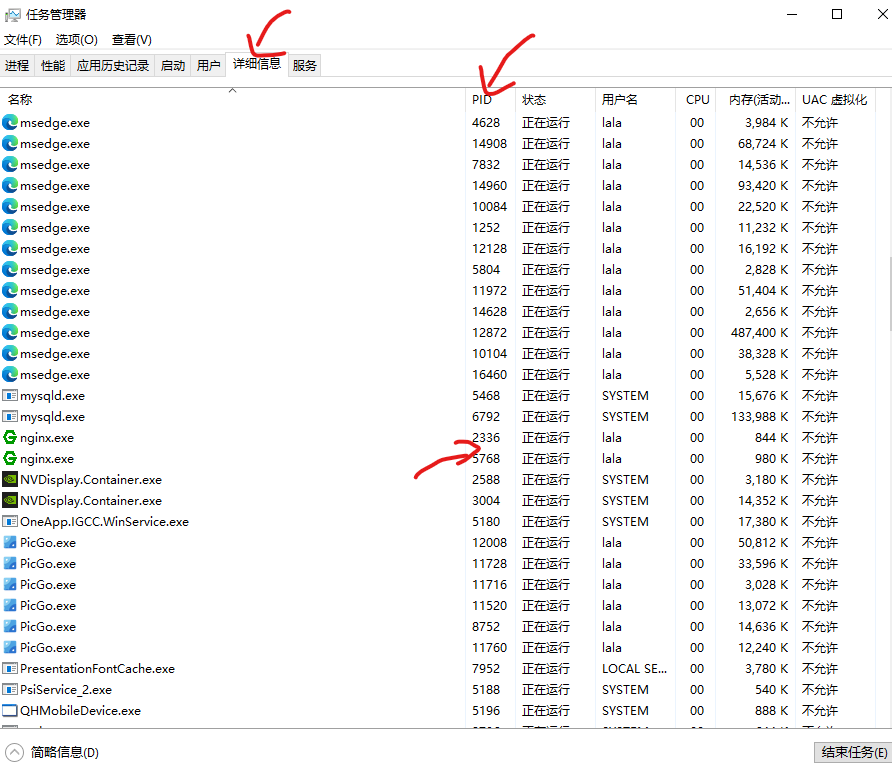 任务管理器
文件(F) 选项(O) 查看(V)
进程 性能 应用历史记录 启动 用户 详细信息 服务
名称 PID 状态 用户名 CPU 内存(活动... UAC 虚拟化
msedge.exe 4628 正在运行 lala 00 3,984 K 不允许
msedge.exe 14908 正在运行 lala 00 68,724 K 不允许
msedge.exe 7832 正在运行 lala 00 14,536 K 不允许
msedge.exe 14960 正在运行 lala 00 93,420 K 不允许
msedge.exe 10084 正在运行 lala 00 22,520 K 不允许
msedge.exe 1252 正在运行 lala 00 11,232 K 不允许
msedge.exe 12128 正在运行 lala 00 16,192 K 不允许
msedge.exe 5804 正在运行 lala 00 2,828 K 不允许
msedge.exe 11972 正在运行 lala 00 51,404 K 不允许
msedge.exe 14628 正在运行 lala 00 2,656 K 不允许
msedge.exe 12872 正在运行 lala 00 487,400 K 不允许
msedge.exe 10104 正在运行 lala 00 38,328 K 不允许
msedge.exe 16460 正在运行 lala 00 5,528 K 不允许
mysqld.exe 5468 正在运行 SYSTEM 00 15,676 K 不允许
mysqld.exe 6792 正在运行 SYSTEM 00 133,988 K 不允许
nginx.exe 2336 正在运行 lala 00 844 K 不允许
nginx.exe 5768 正在运行 lala 00 980 K 不允许
NVDisplay.Container.exe 2588 正在运行 SYSTEM 00 3,180 K 不允许
NVDisplay.Container.exe 3004 正在运行 SYSTEM 00 14,352 K 不允许
OneApp.IGCC.WinService.exe 5180 正在运行 SYSTEM 00 17,380 K 不允许
PicGo.exe 12008 正在运行 lala 00 50,812 K 不允许
PicGo.exe 11728 正在运行 lala 00 33,596 K 不允许
PicGo.exe 11716 正在运行 lala 00 3,028 K 不允许
PicGo.exe 11520 正在运行 lala 00 13,072 K 不允许
PicGo.exe 8752 正在运行 lala 00 14,636 K 不允许
PicGo.exe 11760 正在运行 lala 00 12,240 K 不允许
PresentationFontCache.exe 7952 正在运行 LOCAL SE... 00 3,780 K 不允许
PsiService_2.exe 5188 正在运行 SYSTEM 00 540 K 不允许
QHMobileDevice.exe 5196 正在运行 SYSTEM 00 888 K 不允许
简略信息(D) 结束任务(E)